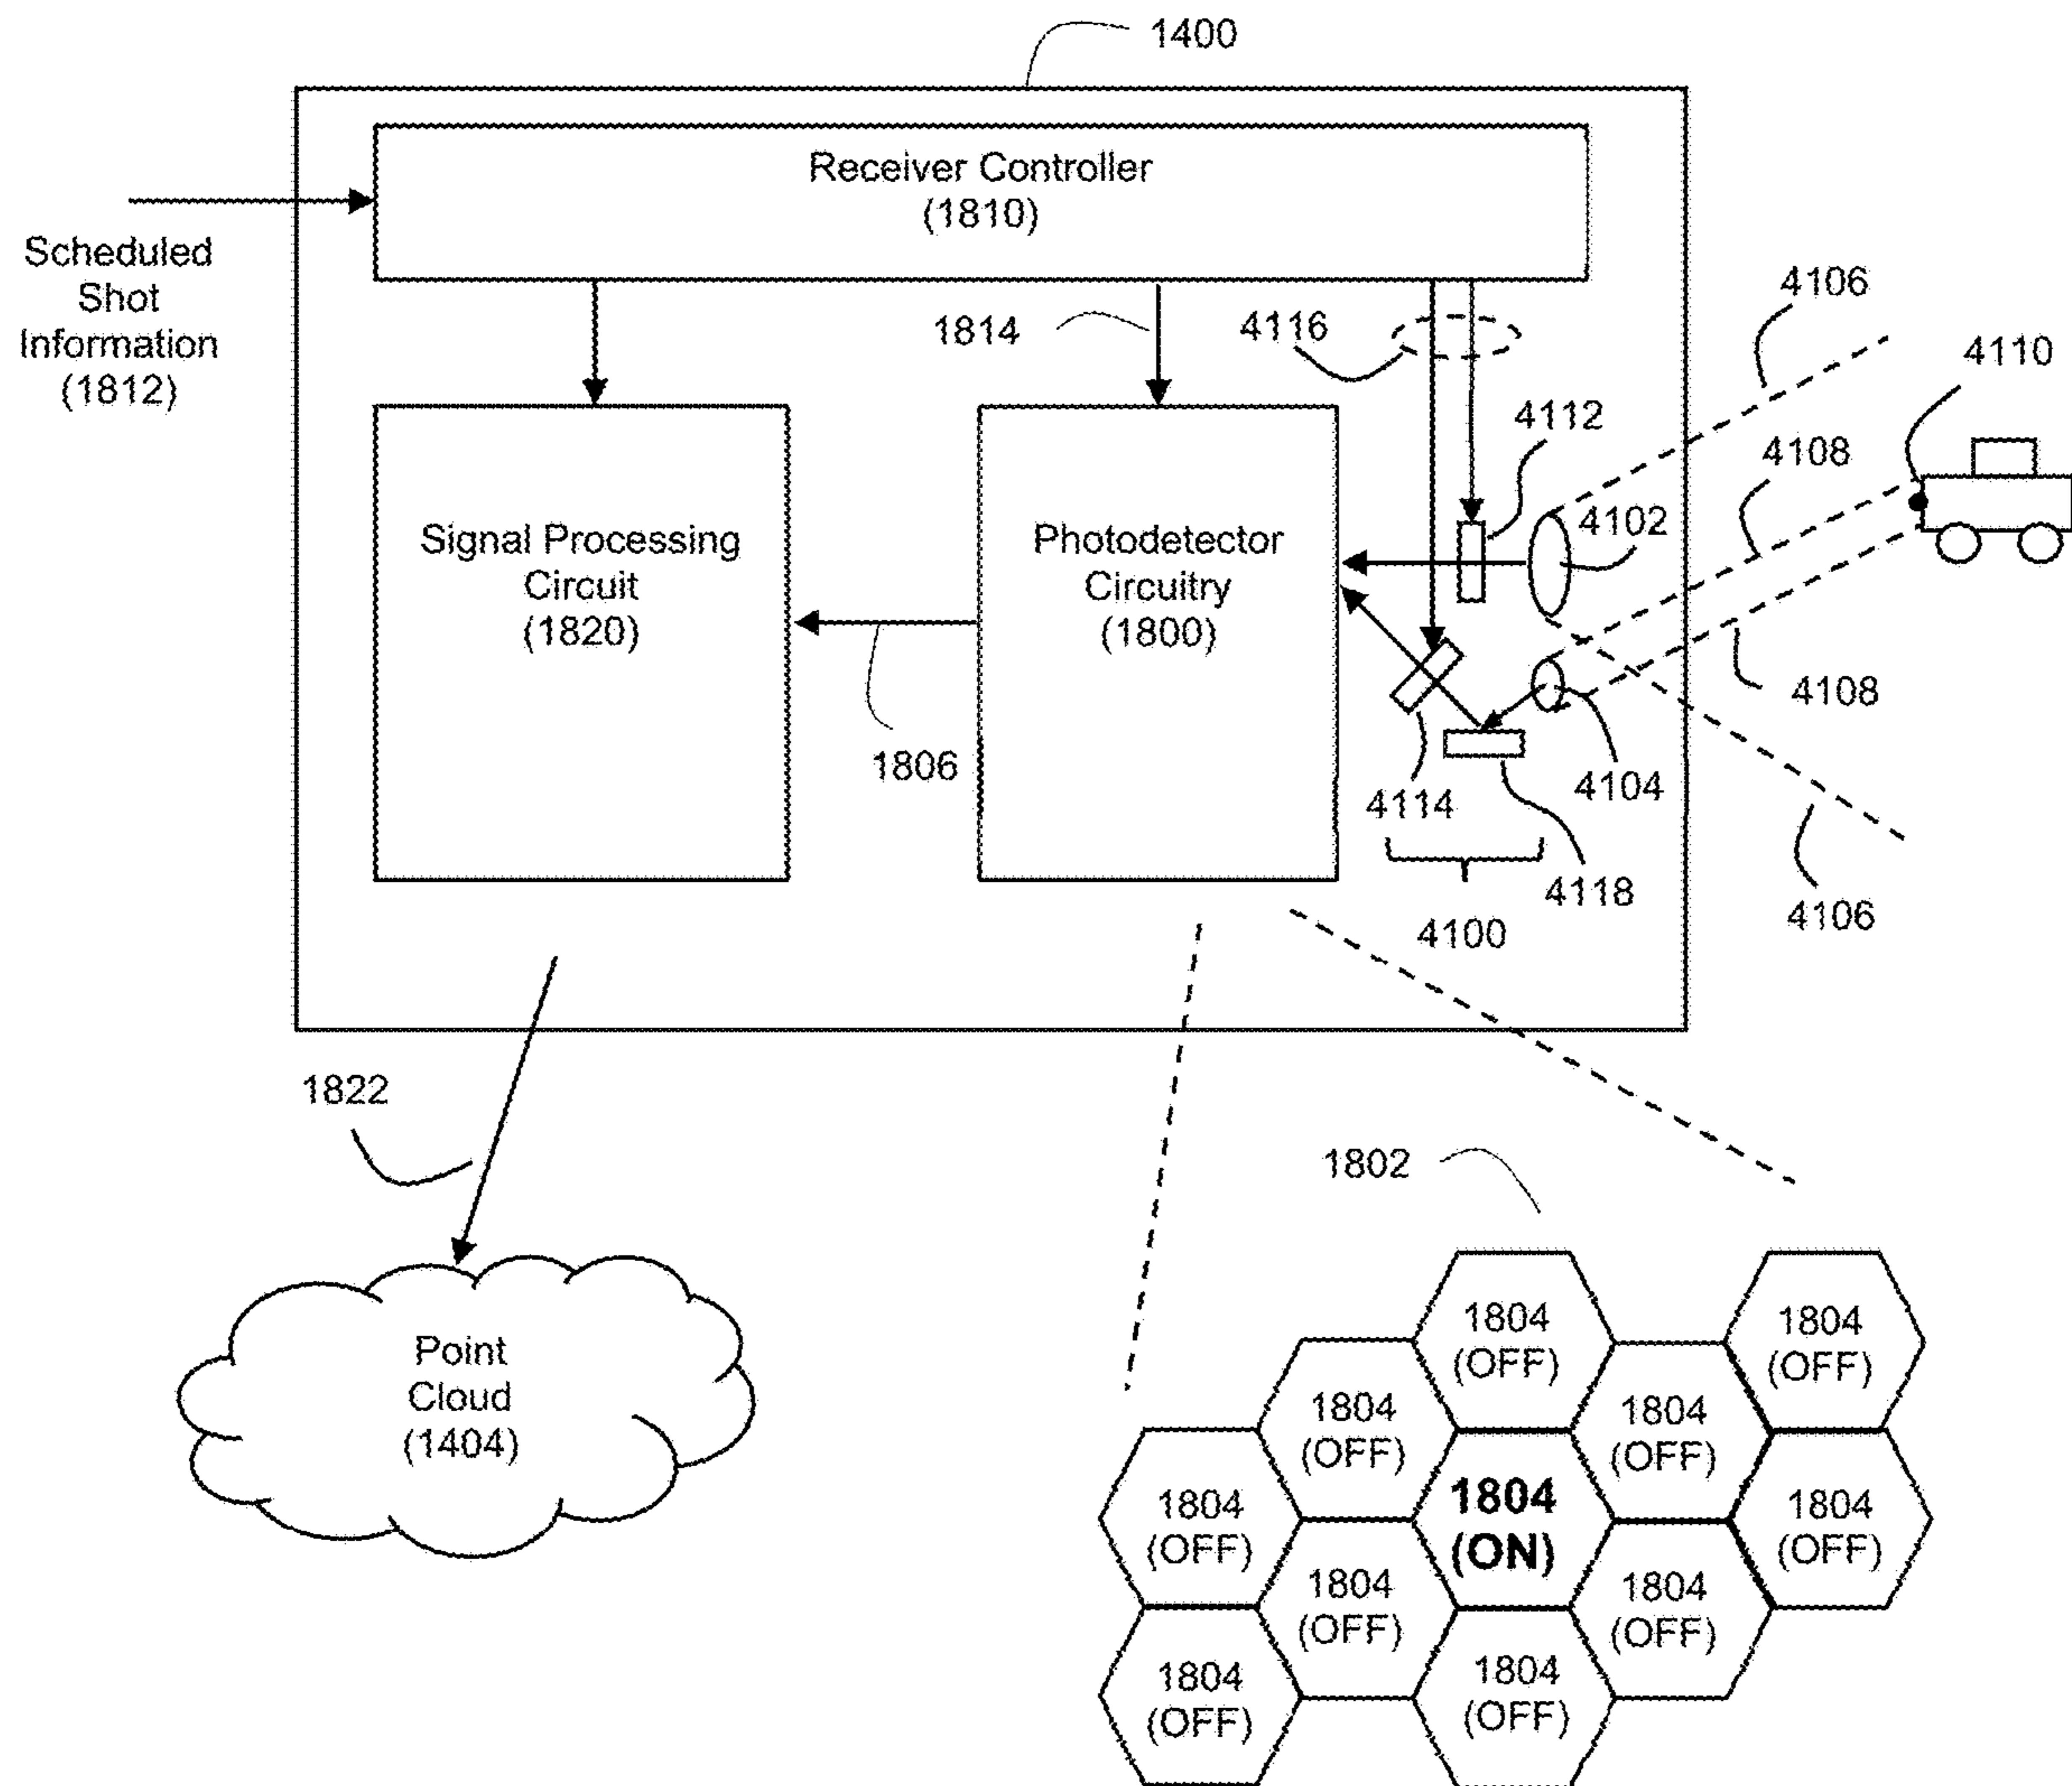 1400
Receiver Controller
(1810)
Scheduled
Shot
Information
(1812)
1814
4116
4106
4110
4112
4108
4102
Signal Processing
Circuit
(1820)
Photodetector
Circuitry
(1800)
4108
1806
4114
4104
4118
4100
4106
1822
1802
Point
Cloud
(1404)
1804
(OFF)
1804
(OFF)
1804
(OFF)
1804
(OFF)
1804
(OFF)
1804
(ON)
1804
(OFF)
1804
(OFF)
1804
(OFF)
1804
(OFF)
1804
(OFF)